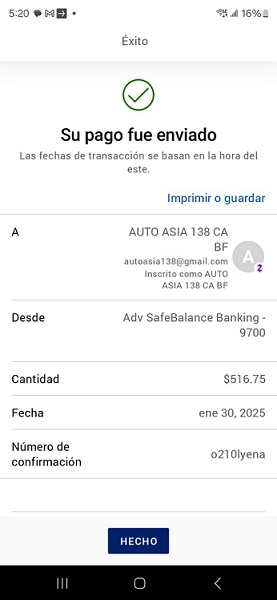 5:20
16%
Éxito
Su pago fue enviado
Las fechas de transacción se basan en la hora del
este.
Imprimir o guardar
A
AUTO ASIA 138 CA
BF
autoasia138@gmail.com
Inscrito como AUTO
ASIA 138 CA BF
A
Desde
Adv SafeBalance Banking -
9700
Cantidad
$516.75
Fecha
ene 30, 2025
Número de
confirmación
o210lyena
HECHO